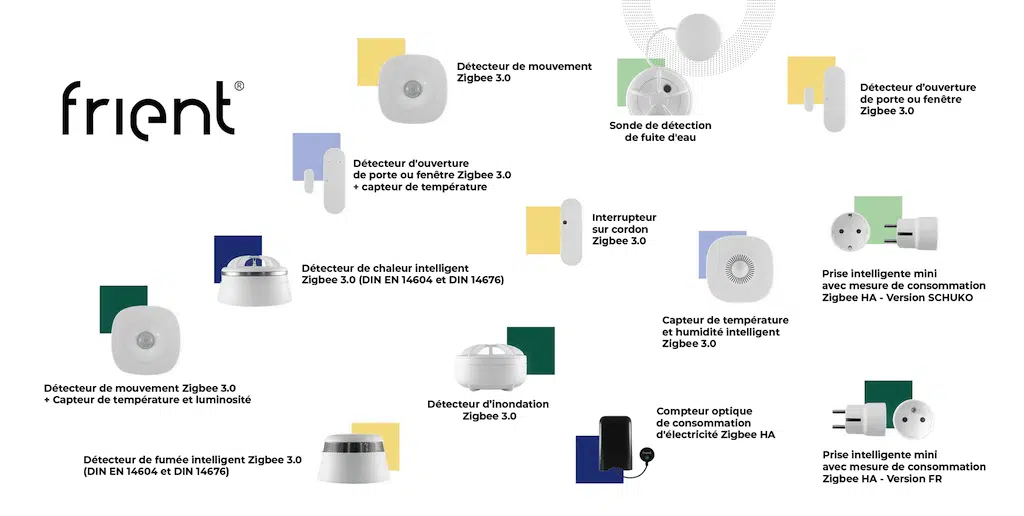 frient®
Détecteur de mouvement
Zigbee 3.0
Sonde de détection
de fuite d'eau
Détecteur d'ouverture
de porte ou fenêtre
Zigbee 3.0
Détecteur d'ouverture
de porte ou fenêtre Zigbee 3.0
+ capteur de température
Interrupteur
sur cordon
Zigbee 3.0
Détecteur de chaleur intelligent
Zigbee 3.0 (DIN EN 14604 et DIN 14676)
Capteur de température
et humidité intelligent
Zigbee 3.0
Prise intelligente mini
avec mesure de consommation
Zigbee HA - Version SCHUKO
Détecteur de mouvement Zigbee 3.0
+ Capteur de température et luminosité
Détecteur d'inondation
Zigbee 3.0
Compteur optique
de consommation
d'électricité Zigbee HA
Détecteur de fumée intelligent Zigbee 3.0
(DIN EN 14604 et DIN 14676)
Prise intelligente mini
avec mesure de consommation
Zigbee HA - Version FR